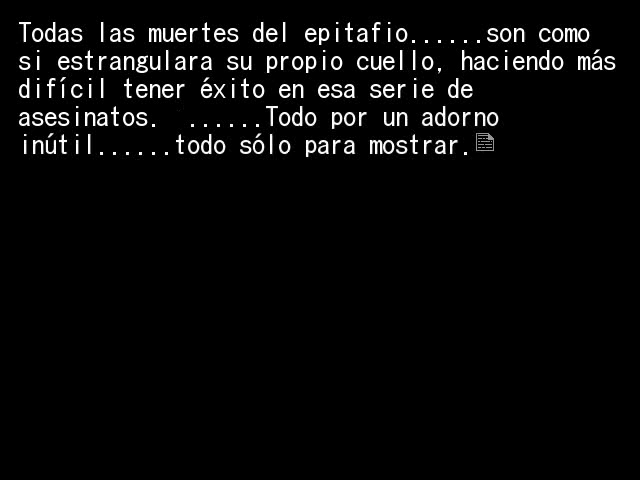 Todas las muertes del epitafio......son como
si estrangulara su propio cuello, haciendo más
difícil tener éxito en esa serie de
asesinatos.  ......Todo por un adorno
inútil......todo sólo para mostrar.